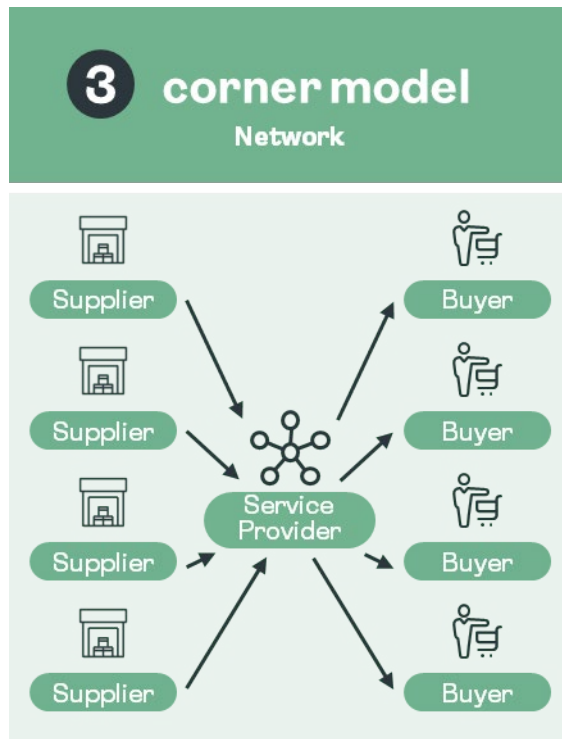 3 corner model
Network
Supplier
Buyer
Supplier
Buyer
Service
Provider
Supplier
Buyer
Supplier
Buyer